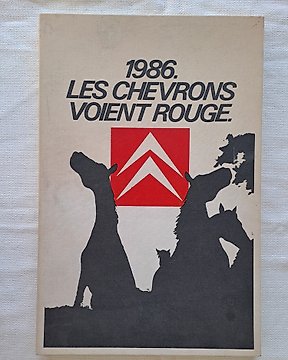 1986.
LES CHEVRONS
VOIENT ROUGE.